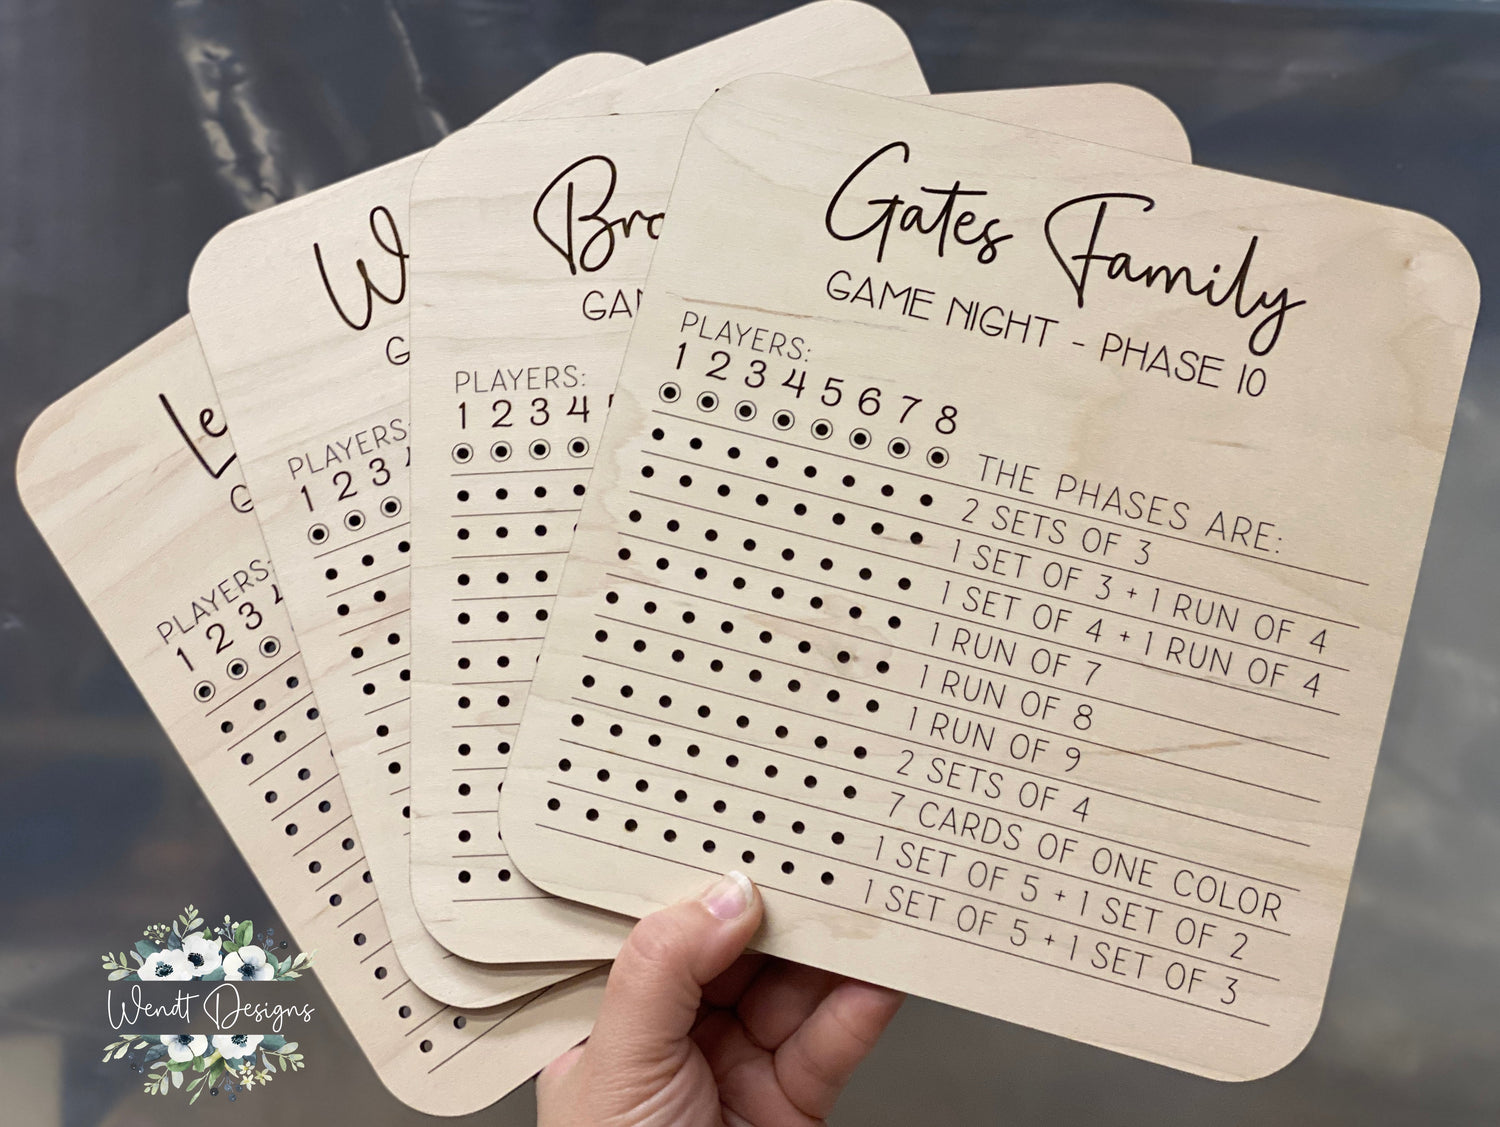 Gates Family
GAME NIGHT - PHASE 10
PLAYERS:
1 2 3 4 5 6 7 8
THE PHASES ARE:
2 SETS OF 3
1 SET OF 3 + 1 RUN OF 4
1 SET OF 4 + 1 RUN OF 4
1 RUN OF 7
1 RUN OF 8
1 RUN OF 9
2 SETS OF 4
7 CARDS OF ONE COLOR
1 SET OF 5 + 1 SET OF 2
1 SET OF 5 + 1 SET OF 3
PLAYERS:
1 2 3 4
PLAYERS:
1 2 3
PLAYERS:
1 2 3
Wendt Designs